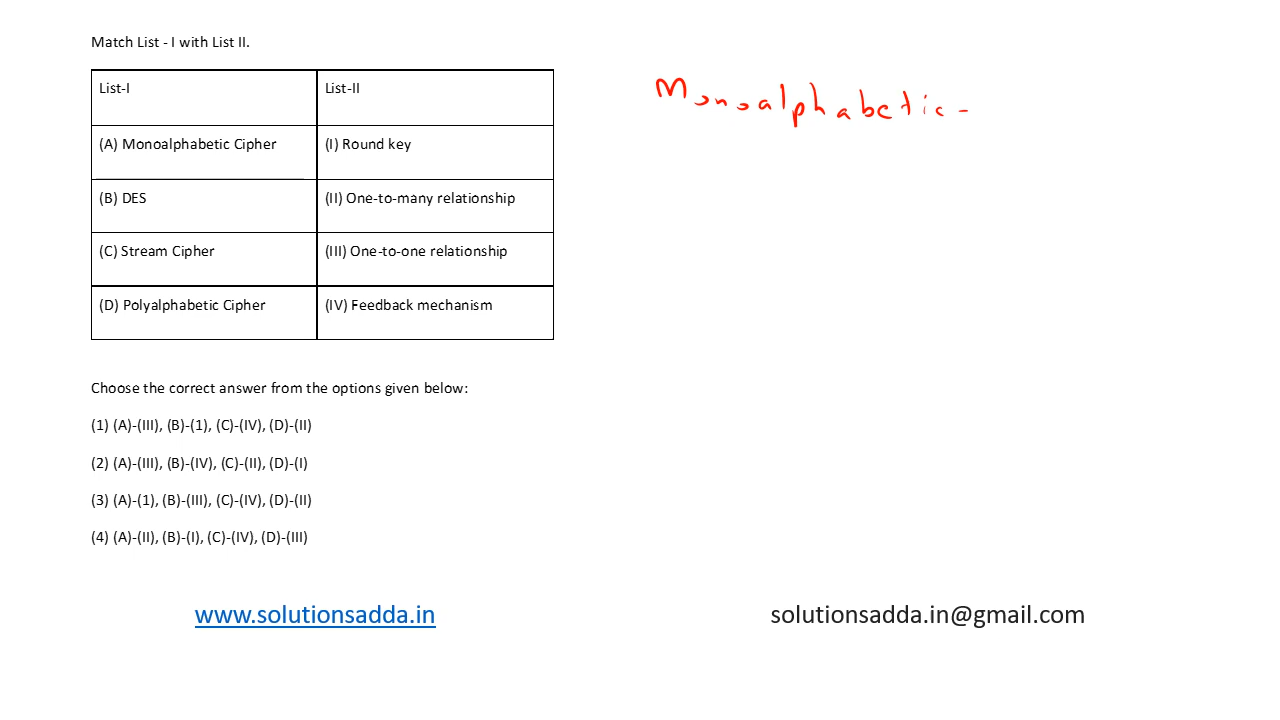 Match List - I with List II.
List-I List-II
(A) Monoalphabetic Cipher (I) Round key
(B) DES (II) One-to-many relationship
(C) Stream Cipher (III) One-to-one relationship
(D) Polyalphabetic Cipher (IV) Feedback mechanism
Choose the correct answer from the options given below:
(1) (A)-(III), (B)-(1), (C)-(IV), (D)-(II)
(2) (A)-(III), (B)-(IV), (C)-(II), (D)-(I)
(3) (A)-(1), (B)-(III), (C)-(IV), (D)-(II)
(4) (A)-(II), (B)-(I), (C)-(IV), (D)-(III)
Monoalphabetic -
www.solutionsadda.in
solutionsadda.in@gmail.com